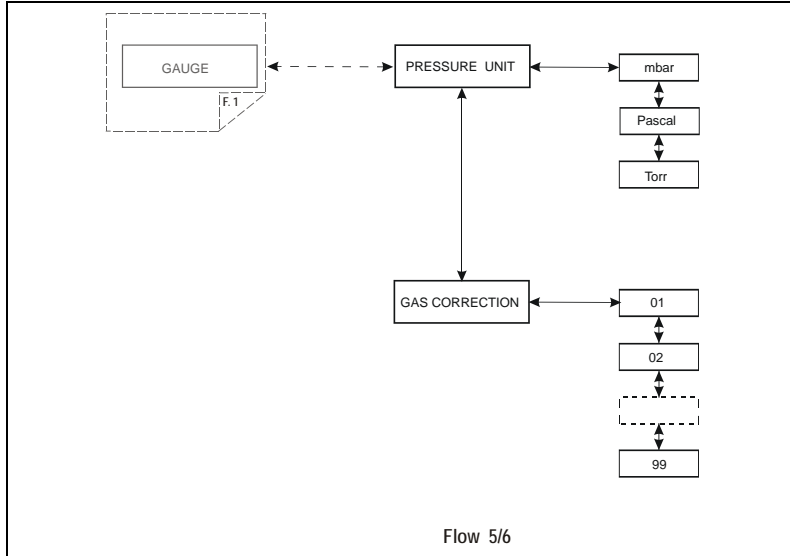 GAUGE
F. 1
PRESSURE UNIT
mbar
Pascal
Torr
GAS CORRECTION
01
02
99
Flow 5/6